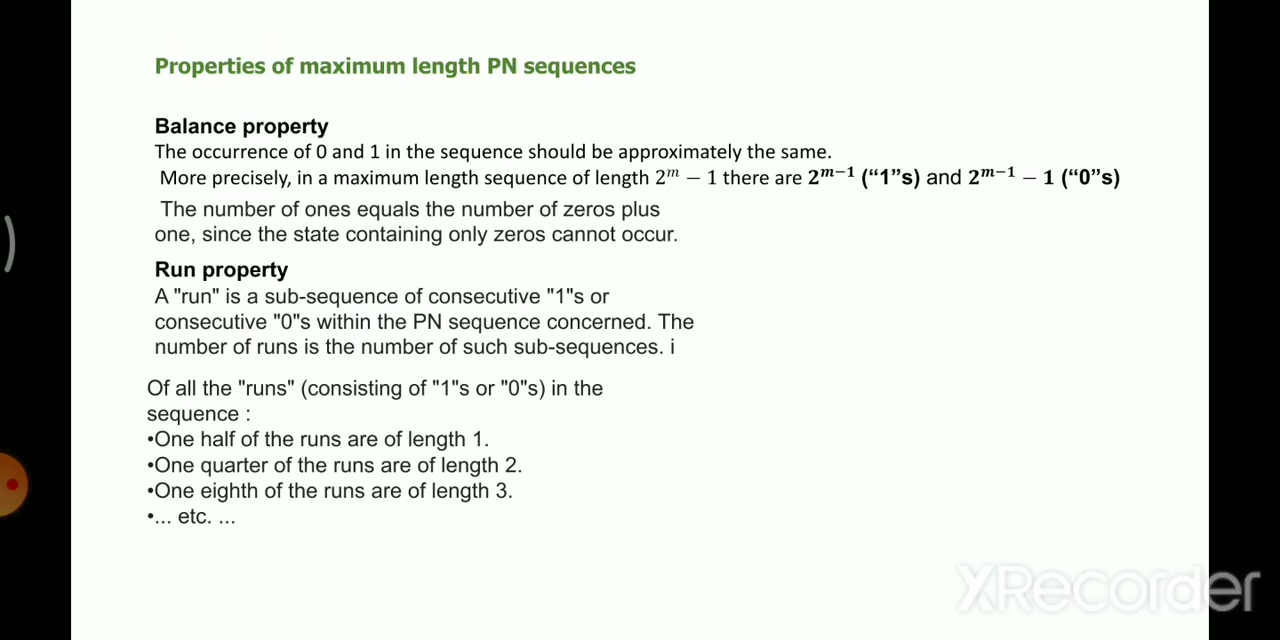 Properties of maximum length PN sequences
Balance property
The occurrence of 0 and 1 in the sequence should be approximately the same.
More precisely, in a maximum length sequence of length 2ᵐ − 1 there are 2ᵐ⁻¹ (“1”s) and 2ᵐ⁻¹ − 1 (“0”s)
The number of ones equals the number of zeros plus
one, since the state containing only zeros cannot occur.
Run property
A "run" is a sub-sequence of consecutive "1"s or
consecutive "0"s within the PN sequence concerned. The
number of runs is the number of such sub-sequences. i
Of all the "runs" (consisting of "1"s or "0"s) in the
sequence :
•One half of the runs are of length 1.
•One quarter of the runs are of length 2.
•One eighth of the runs are of length 3.
•... etc. ...
XRecorder